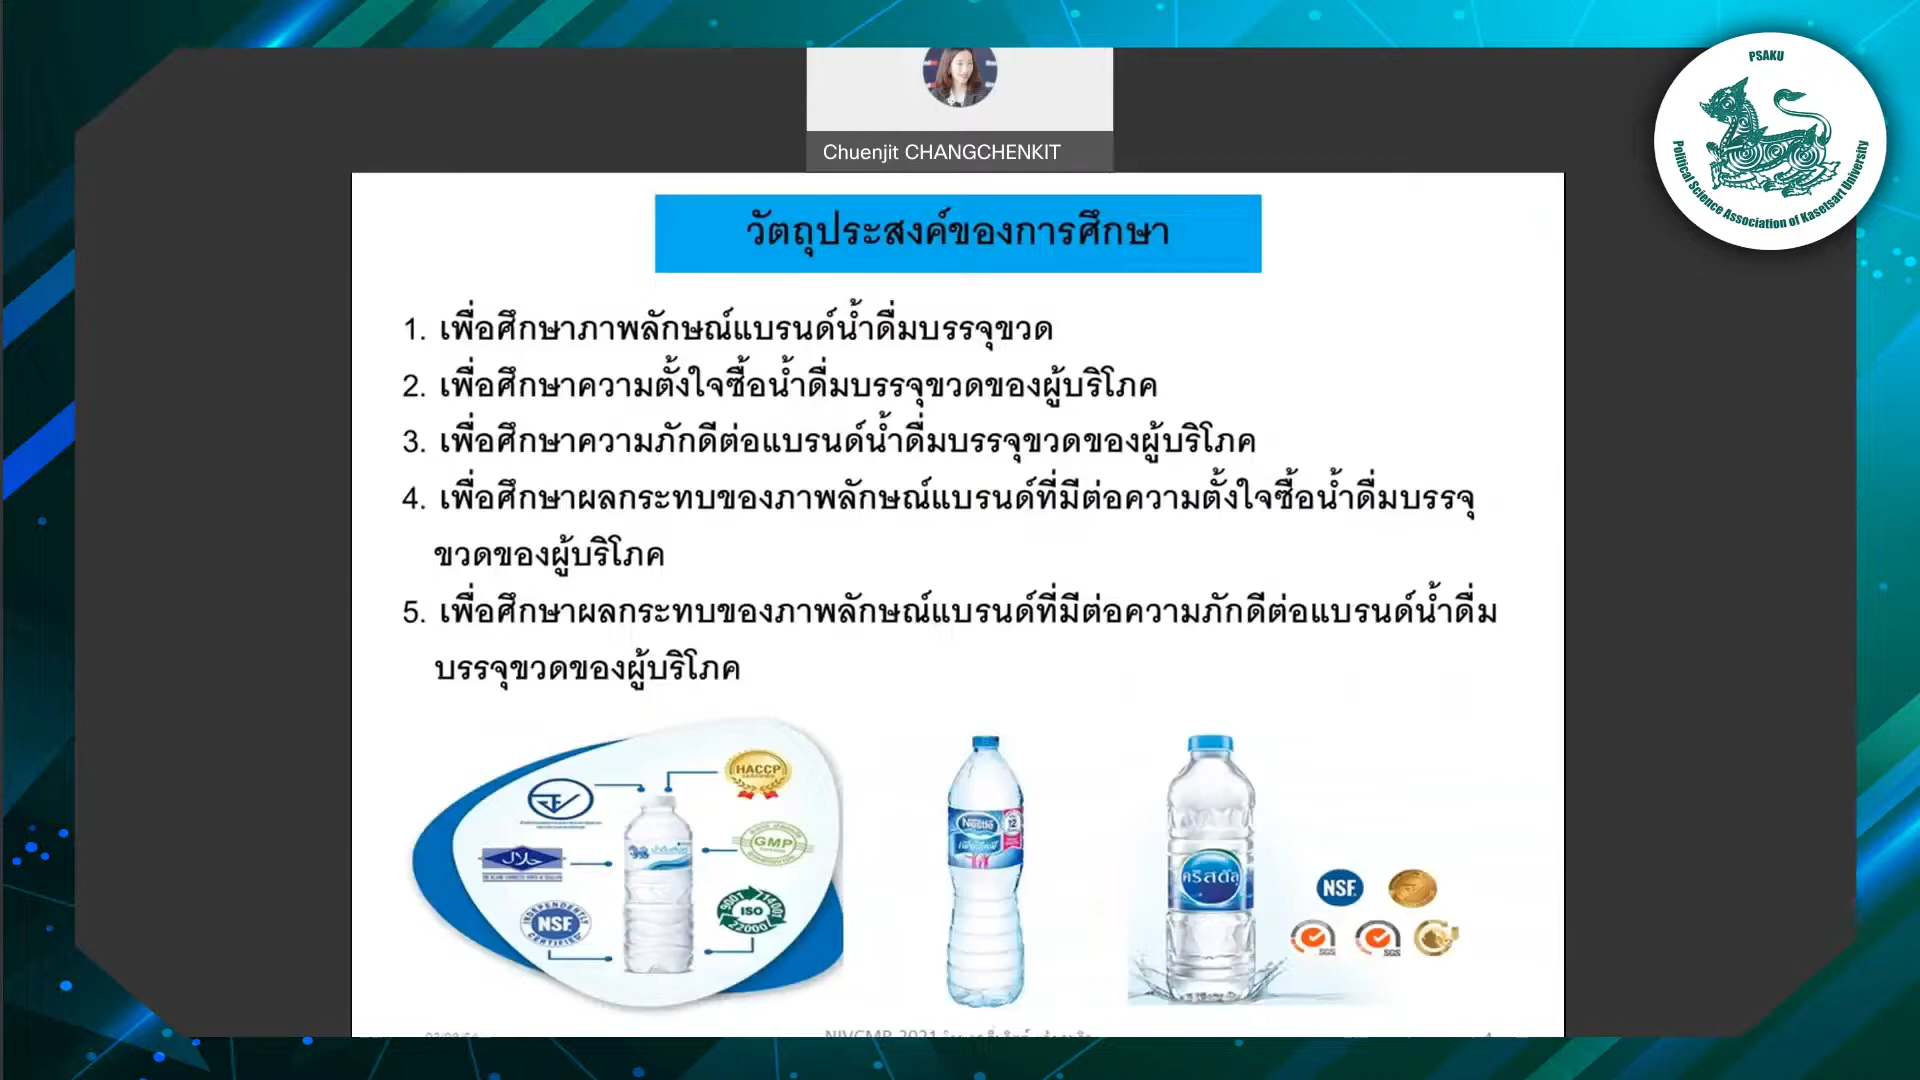 PSAKU
Political Science Association of Kasetsart University
Chuenjit CHANGCHENKIT
วัตถุประสงค์ของการศึกษา
1. เพื่อศึกษาภาพลักษณ์แบรนด์น้ำดื่มบรรจุขวด
2. เพื่อศึกษาความตั้งใจซื้อน้ำดื่มบรรจุขวดของผู้บริโภค
3. เพื่อศึกษาความภักดีต่อแบรนด์น้ำดื่มบรรจุขวดของผู้บริโภค
4. เพื่อศึกษาผลกระทบของภาพลักษณ์แบรนด์ที่มีต่อความตั้งใจซื้อน้ำดื่มบรรจุ
ขวดของผู้บริโภค
5. เพื่อศึกษาผลกระทบของภาพลักษณ์แบรนด์ที่มีต่อความภักดีต่อแบรนด์น้ำดื่ม
บรรจุขวดของผู้บริโภค
HACCP
GMP
حلال
INDEPENDENTLY
NSF
CERTIFIED
9001 14001
ISO
22000
Nestle
12
คริสตัล
NSF
SGS
SGS
NIVCMR 2021